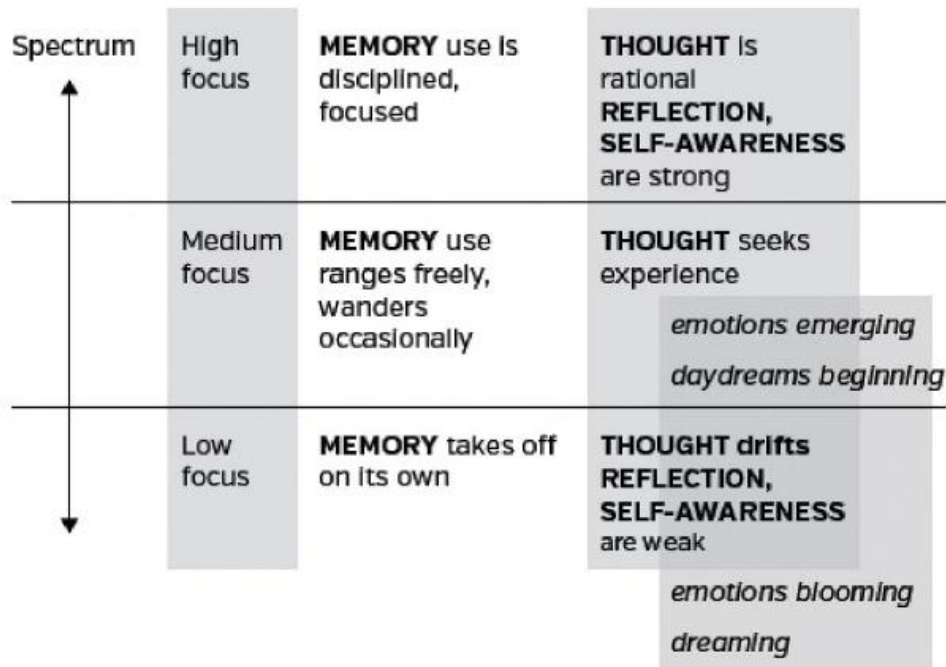 Spectrum
High
focus
MEMORY use is
disciplined,
focused
THOUGHT is
rational
REFLECTION,
SELF-AWARENESS
are strong
Medium
focus
MEMORY use
ranges freely,
wanders
occasionally
THOUGHT seeks
experience
emotions emerging
daydreams beginning
Low
focus
MEMORY takes off
on its own
THOUGHT drifts
REFLECTION,
SELF-AWARENESS
are weak
emotions blooming
dreaming